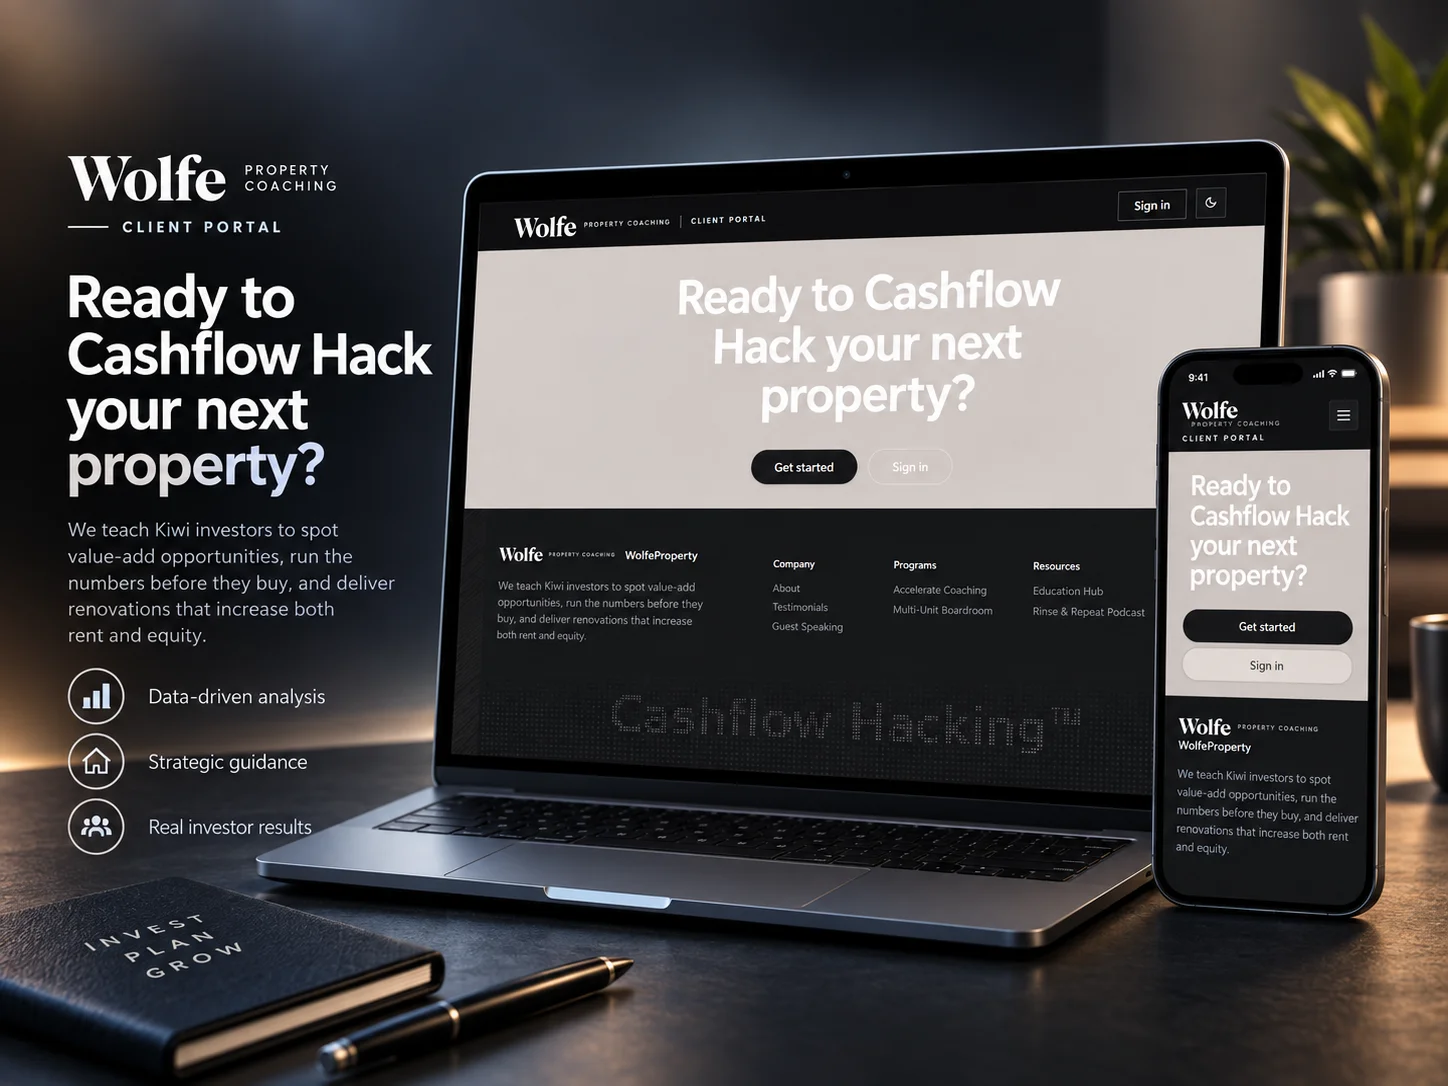 Wolfe PROPERTY COACHING
CLIENT PORTAL
Ready to
Cashflow Hack
your next
property?
We teach Kiwi investors to spot
value-add opportunities, run the
numbers before they buy, and deliver
renovations that increase both
rent and equity.
Data-driven analysis
Strategic guidance
Real investor results
INVEST
PLAN
GROW
Wolfe PROPERTY COACHING | CLIENT PORTAL
Sign in
Ready to Cashflow
Hack your next
property?
Get started
Sign in
Wolfe PROPERTY COACHING WolfeProperty
We teach Kiwi investors to spot value-add
opportunities, run the numbers before they
buy, and deliver renovations that increase
both rent and equity.
Company
About
Testimonials
Guest Speaking
Programs
Accelerate Coaching
Multi-Unit Boardroom
Resources
Education Hub
Rinse & Repeat Podcast
Cashflow Hacking™
9:41
Wolfe
PROPERTY COACHING
CLIENT PORTAL
Ready to
Cashflow Hack
your next
property?
Get started
Sign in
Wolfe PROPERTY COACHING
WolfeProperty
We teach Kiwi investors to spot
value-add opportunities, run the
numbers before they buy, and deliver
renovations that increase both rent
and equity.